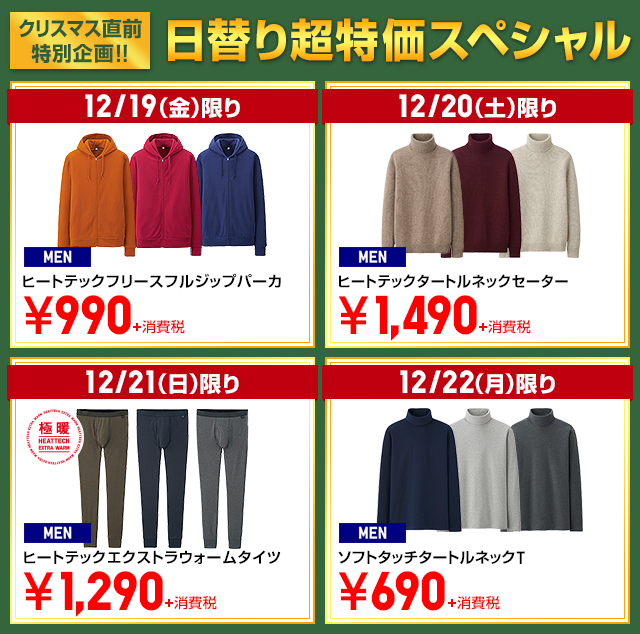 クリスマス直前
特別企画!!
日替り超特価スペシャル
12/19(金)限り
MEN
ヒートテックフリースフルジップパーカ
¥990+消費税
12/20(土)限り
MEN
ヒートテックタートルネックセーター
¥1,490+消費税
12/21(日)限り
極暖
HEATTECH
EXTRA WARM
MEN
ヒートテックエクストラウォームタイツ
¥1,290+消費税
12/22(月)限り
MEN
ソフトタッチタートルネックT
¥690+消費税